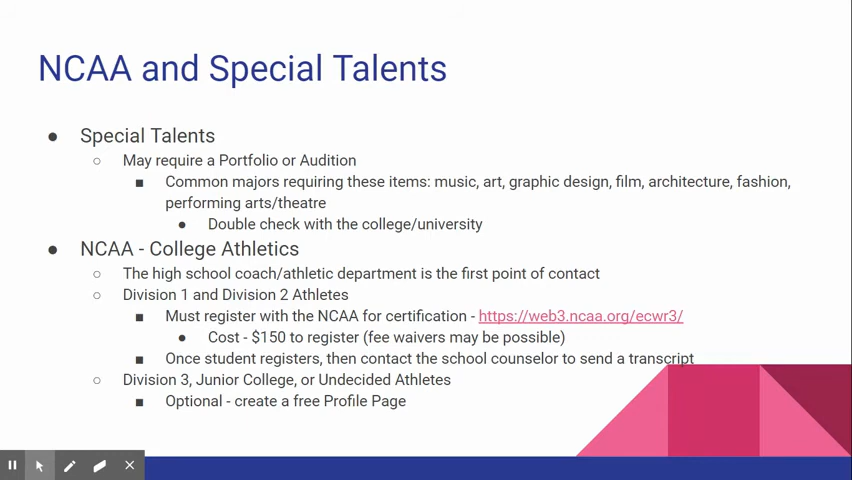 NCAA and Special Talents
● Special Talents
○ May require a Portfolio or Audition
■ Common majors requiring these items: music, art, graphic design, film, architecture, fashion,
performing arts/theatre
● Double check with the college/university
● NCAA - College Athletics
○ The high school coach/athletic department is the first point of contact
○ Division 1 and Division 2 Athletes
■ Must register with the NCAA for certification - https://web3.ncaa.org/ecwr3/
● Cost - $150 to register (fee waivers may be possible)
■ Once student registers, then contact the school counselor to send a transcript
○ Division 3, Junior College, or Undecided Athletes
■ Optional - create a free Profile Page